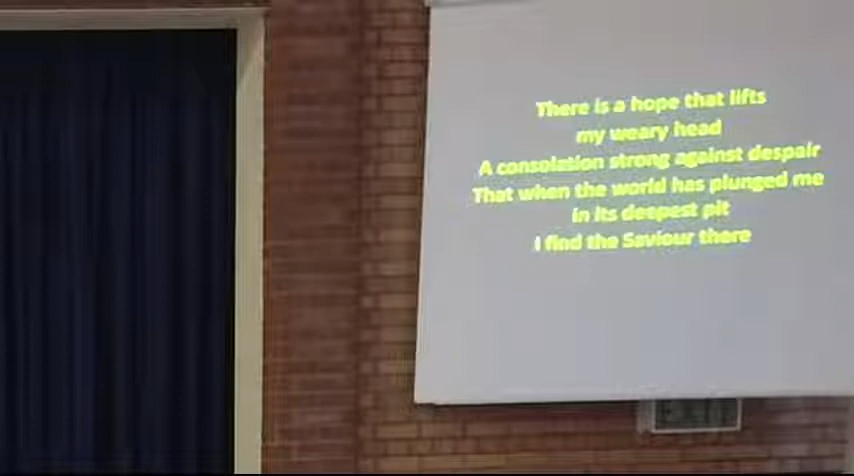 There is a hope that lifts
my weary head
A consolation strong against despair
That when the world has plunged me
in its deepest pit
I find the Saviour there